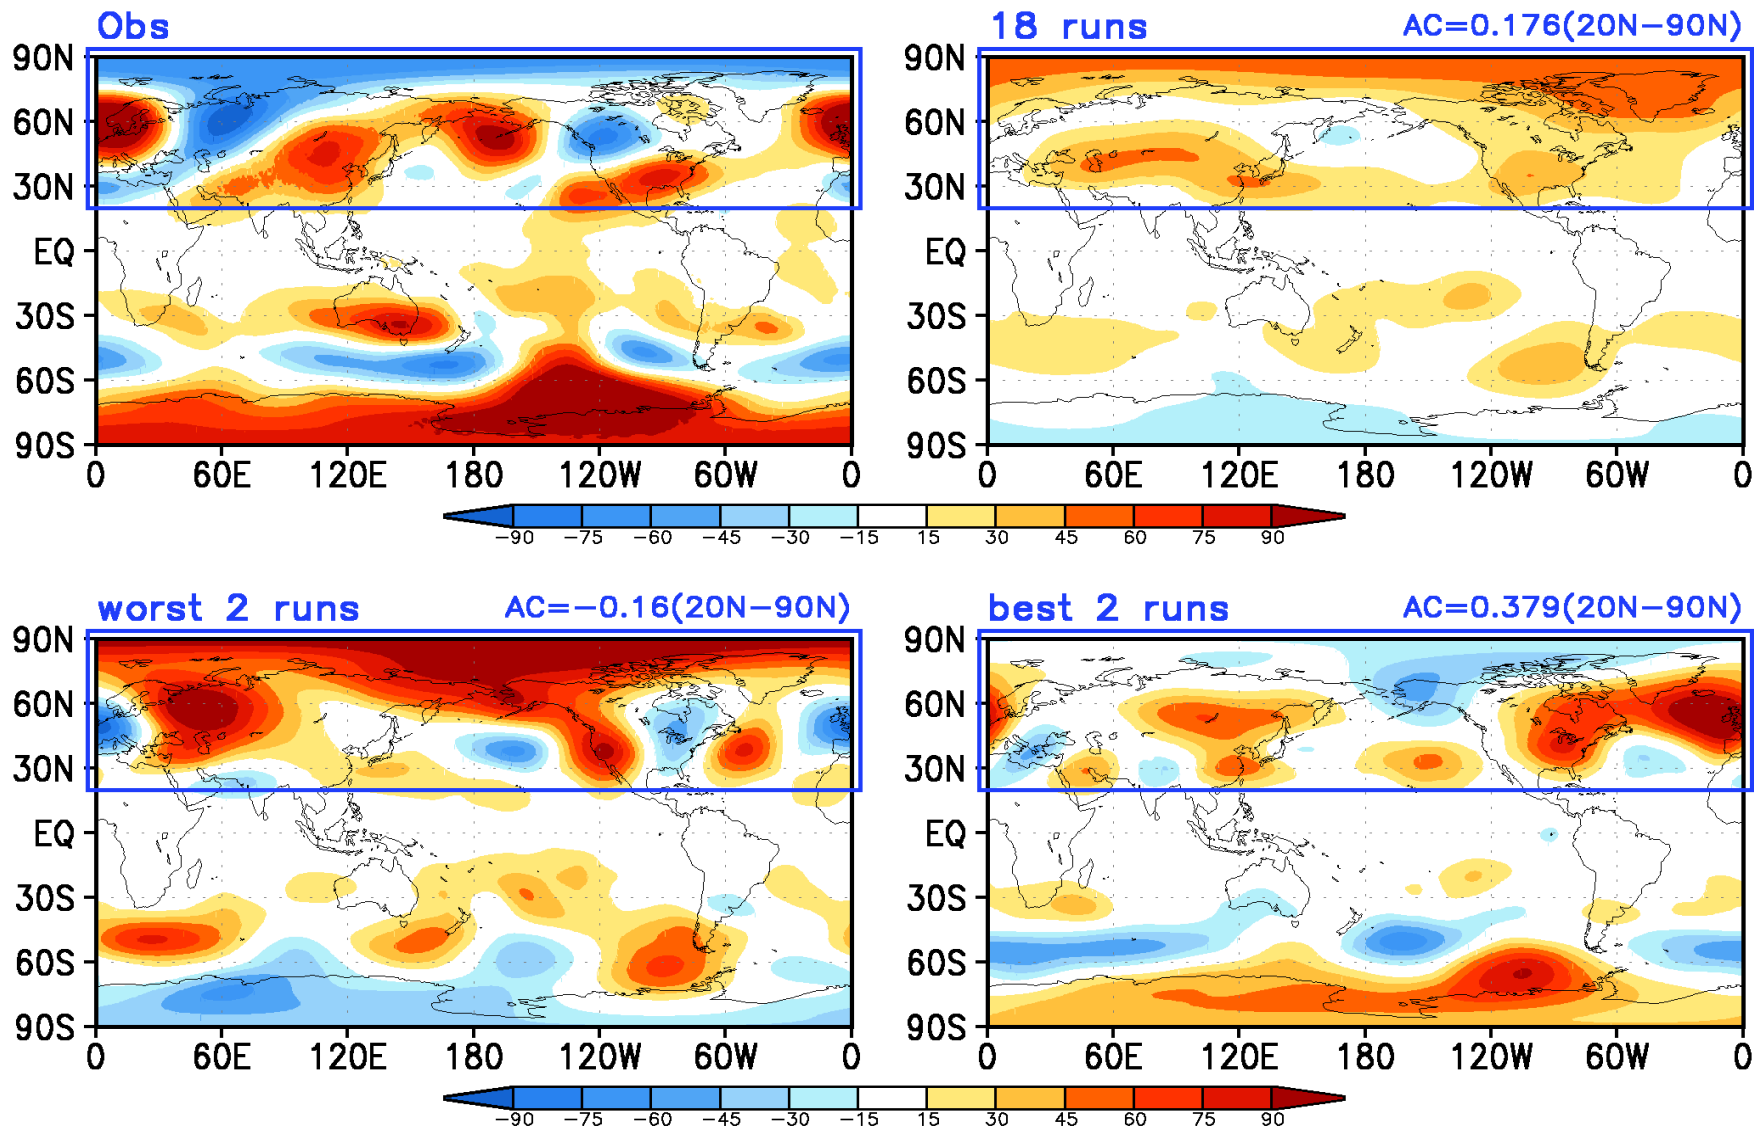 Obs
18 runs AC=0.176(20N−90N)
90N
60N
30N
EQ
30S
60S
90S
0 60E 120E 180 120W 60W 0
90N
60N
30N
EQ
30S
60S
90S
0 60E 120E 180 120W 60W 0
−90 −75 −60 −45 −30 −15 15 30 45 60 75 90
worst 2 runs AC=−0.16(20N−90N)
best 2 runs AC=0.379(20N−90N)
90N
60N
30N
EQ
30S
60S
90S
0 60E 120E 180 120W 60W 0
90N
60N
30N
EQ
30S
60S
90S
0 60E 120E 180 120W 60W 0
−90 −75 −60 −45 −30 −15 15 30 45 60 75 90